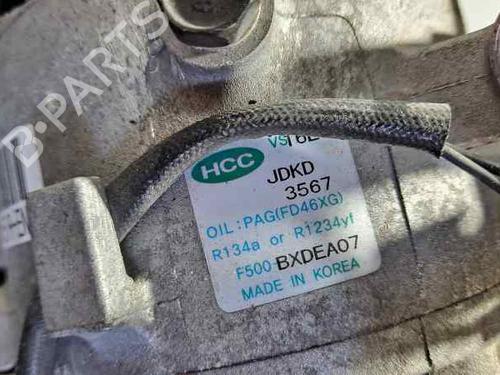 B-PARTS
HCC
JDKD
3567
OIL: PAG(FD46XG)
R134a or R1234yf
F500 BXDEA07
MADE IN KOREA